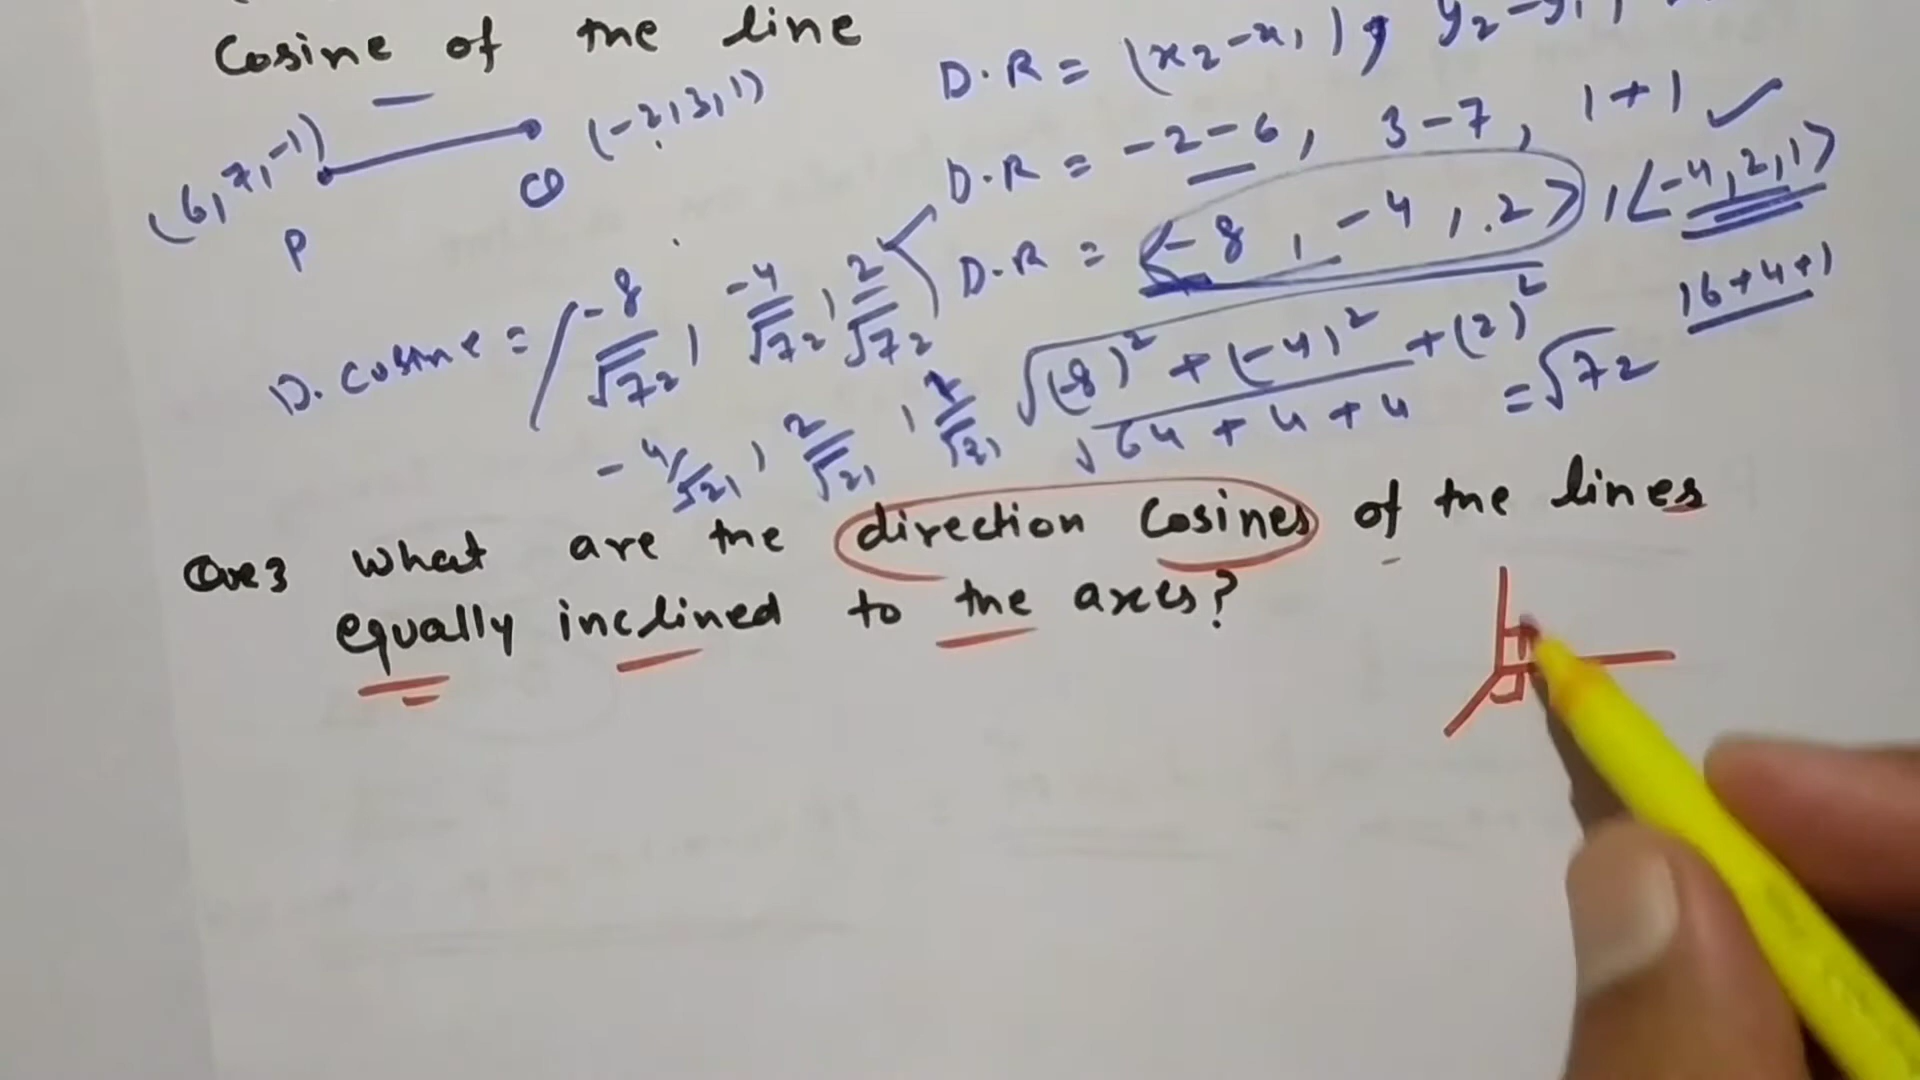 Cosine of the line
D.R = (x₂-x₁), y₂-y₁,
(6,7,-1) (-2,3,1)
P Q
D.R = -2-6, 3-7, 1+1 ✓
D.R = <-8, -4, 2>, <-4,2,1>
D. Cosine = -8/√72, -4/√72, 2/√72
√(-8)²+(-4)²+(2)² 16+4+1
√64+4+4 = √72
-4/√21, 2/√21, 1/√21
Que3 What are the direction Cosines of the lines
equally inclined to the axes?